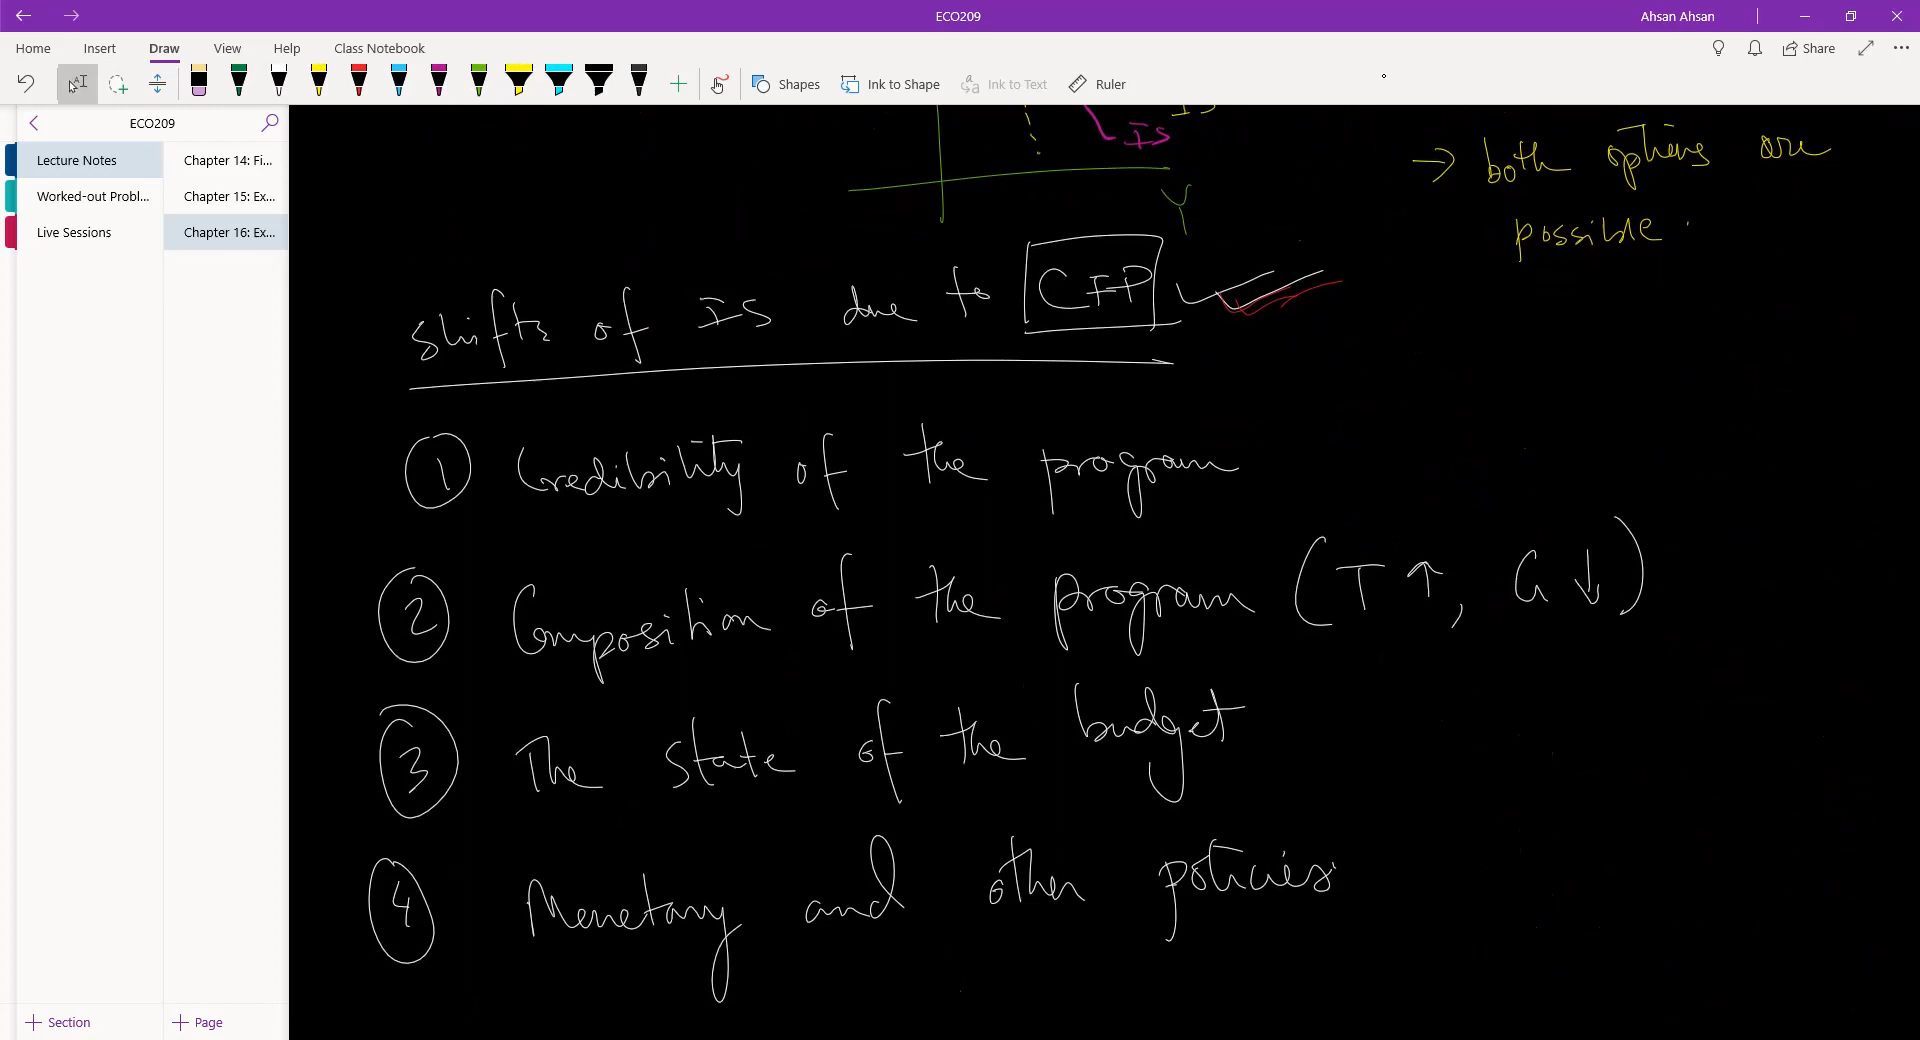 ECO209
Ahsan Ahsan
Home Insert Draw View Help Class Notebook
Share
Shapes Ink to Shape Ink to Text Ruler
ECO209
Lecture Notes
Worked-out Probl...
Live Sessions
Chapter 14: Fi...
Chapter 15: Ex...
Chapter 16: Ex...
IS
IS
Y
→ both options are
possible.
shifts of IS due to CFP
① Credibility of the program
② Composition of the program (T ↑, G ↓)
③ The state of the budget
④ Monetary and other policies
+ Section
+ Page